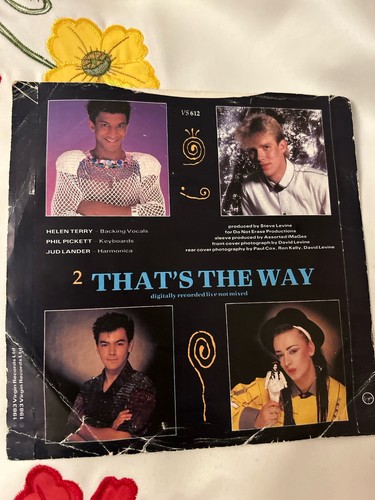 VS 612
HELEN TERRY - Backing Vocals
PHIL PICKETT - Keyboards
JUD LANDER - Harmonica
produced by Steve Levine
for Do Not Erase Productions
sleeve produced by Assorted iMaGes
front cover photograph by David Levine
rear cover photography by Paul Cox, Ron Kelly, David Levine
2 THAT'S THE WAY
digitally recorded live not mixed
℗ 1983 Virgin Records Ltd
© 1983 Virgin Records Ltd